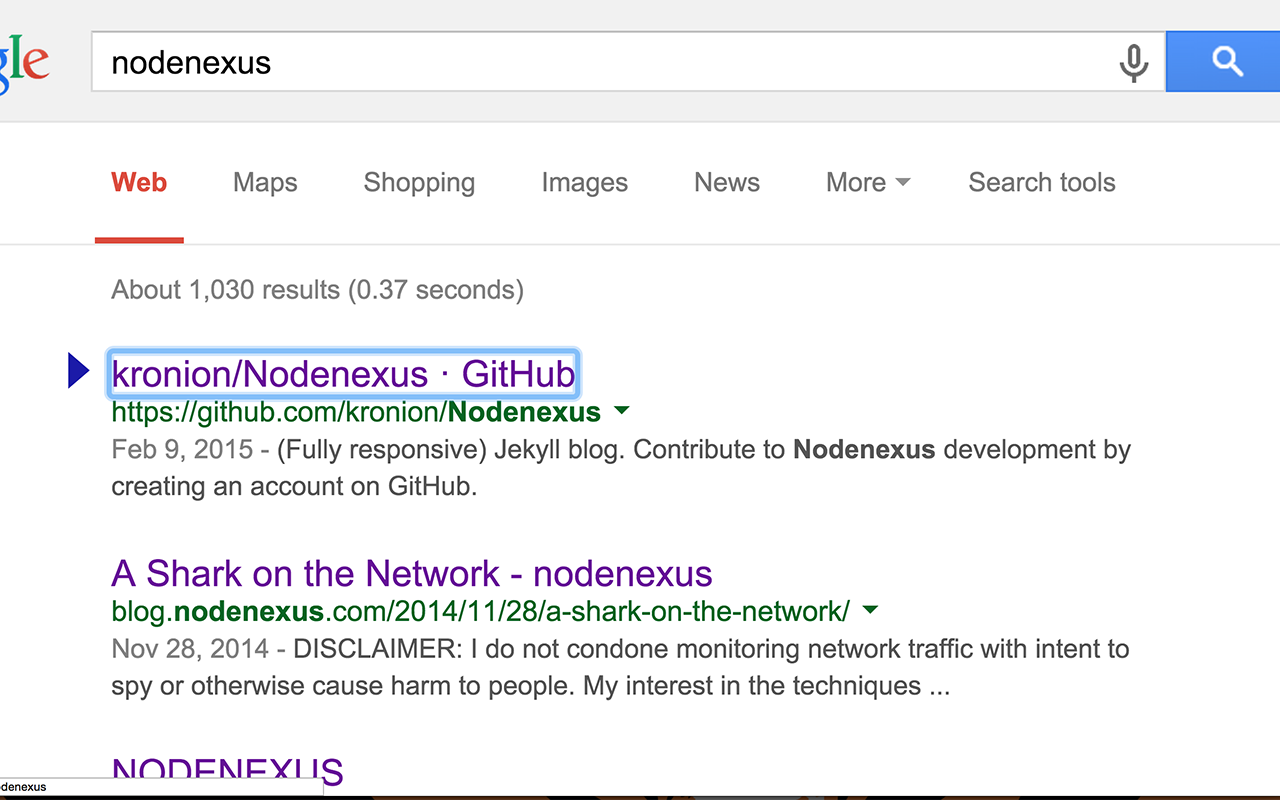 gle
nodenexus
Web Maps Shopping Images News More Search tools
About 1,030 results (0.37 seconds)
kronion/Nodenexus · GitHub
https://github.com/kronion/Nodenexus
Feb 9, 2015 - (Fully responsive) Jekyll blog. Contribute to Nodenexus development by
creating an account on GitHub.
A Shark on the Network - nodenexus
blog.nodenexus.com/2014/11/28/a-shark-on-the-network/
Nov 28, 2014 - DISCLAIMER: I do not condone monitoring network traffic with intent to
spy or otherwise cause harm to people. My interest in the techniques ...
NODENEXUS
denexus